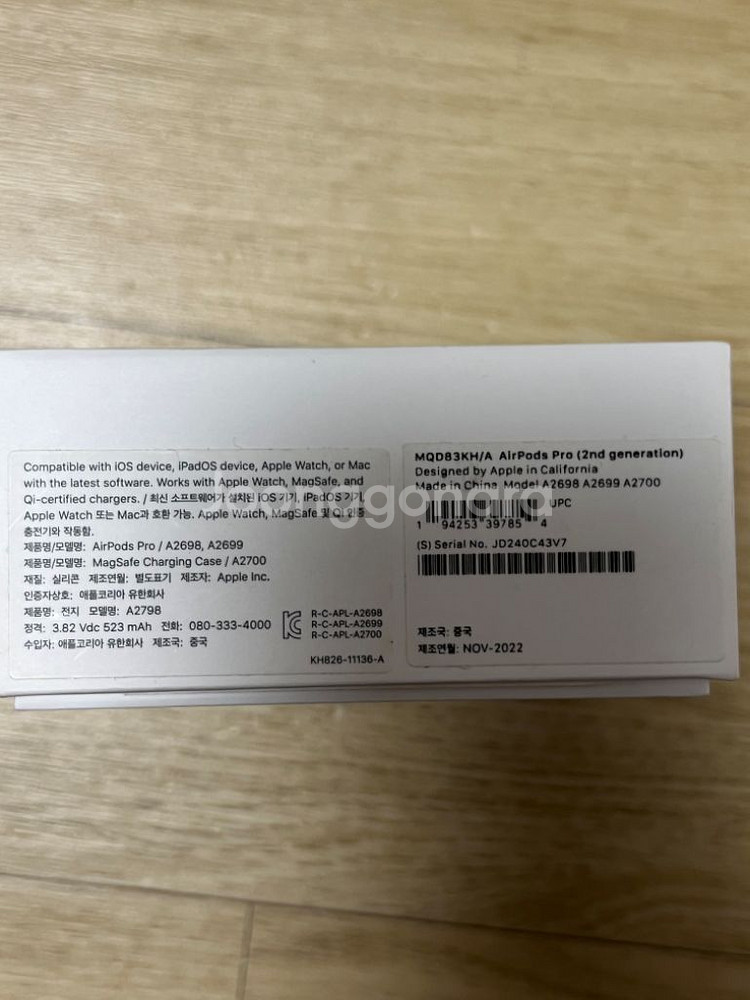 Compatible with iOS device, iPadOS device, Apple Watch, or Mac
with the latest software. Works with Apple Watch, MagSafe, and
Qi-certified chargers. / 최신 소프트웨어가 설치된 iOS 기기, iPadOS 기기,
Apple Watch 또는 Mac과 호환 가능. Apple Watch, MagSafe 및 Qi 인증
충전기와 작동함.
제품명/모델명: AirPods Pro / A2698, A2699
제품명/모델명: MagSafe Charging Case / A2700
재질: 실리콘 제조연월: 별도표기 제조자: Apple Inc.
인증자상호: 애플코리아 유한회사
제품명: 전지 모델명: A2798
정격: 3.82 Vdc 523 mAh 전화: 080-333-4000
수입자: 애플코리아 유한회사 제조국: 중국
R-C-APL-A2698
R-C-APL-A2699
R-C-APL-A2700
KH826-11136-A
MQD83KH/A AirPods Pro (2nd generation)
Designed by Apple in California
Made in China Model A2698 A2699 A2700
UPC
1 94253 39785 4
(S) Serial No. JD240C43V7
제조국: 중국
제조연월: NOV-2022